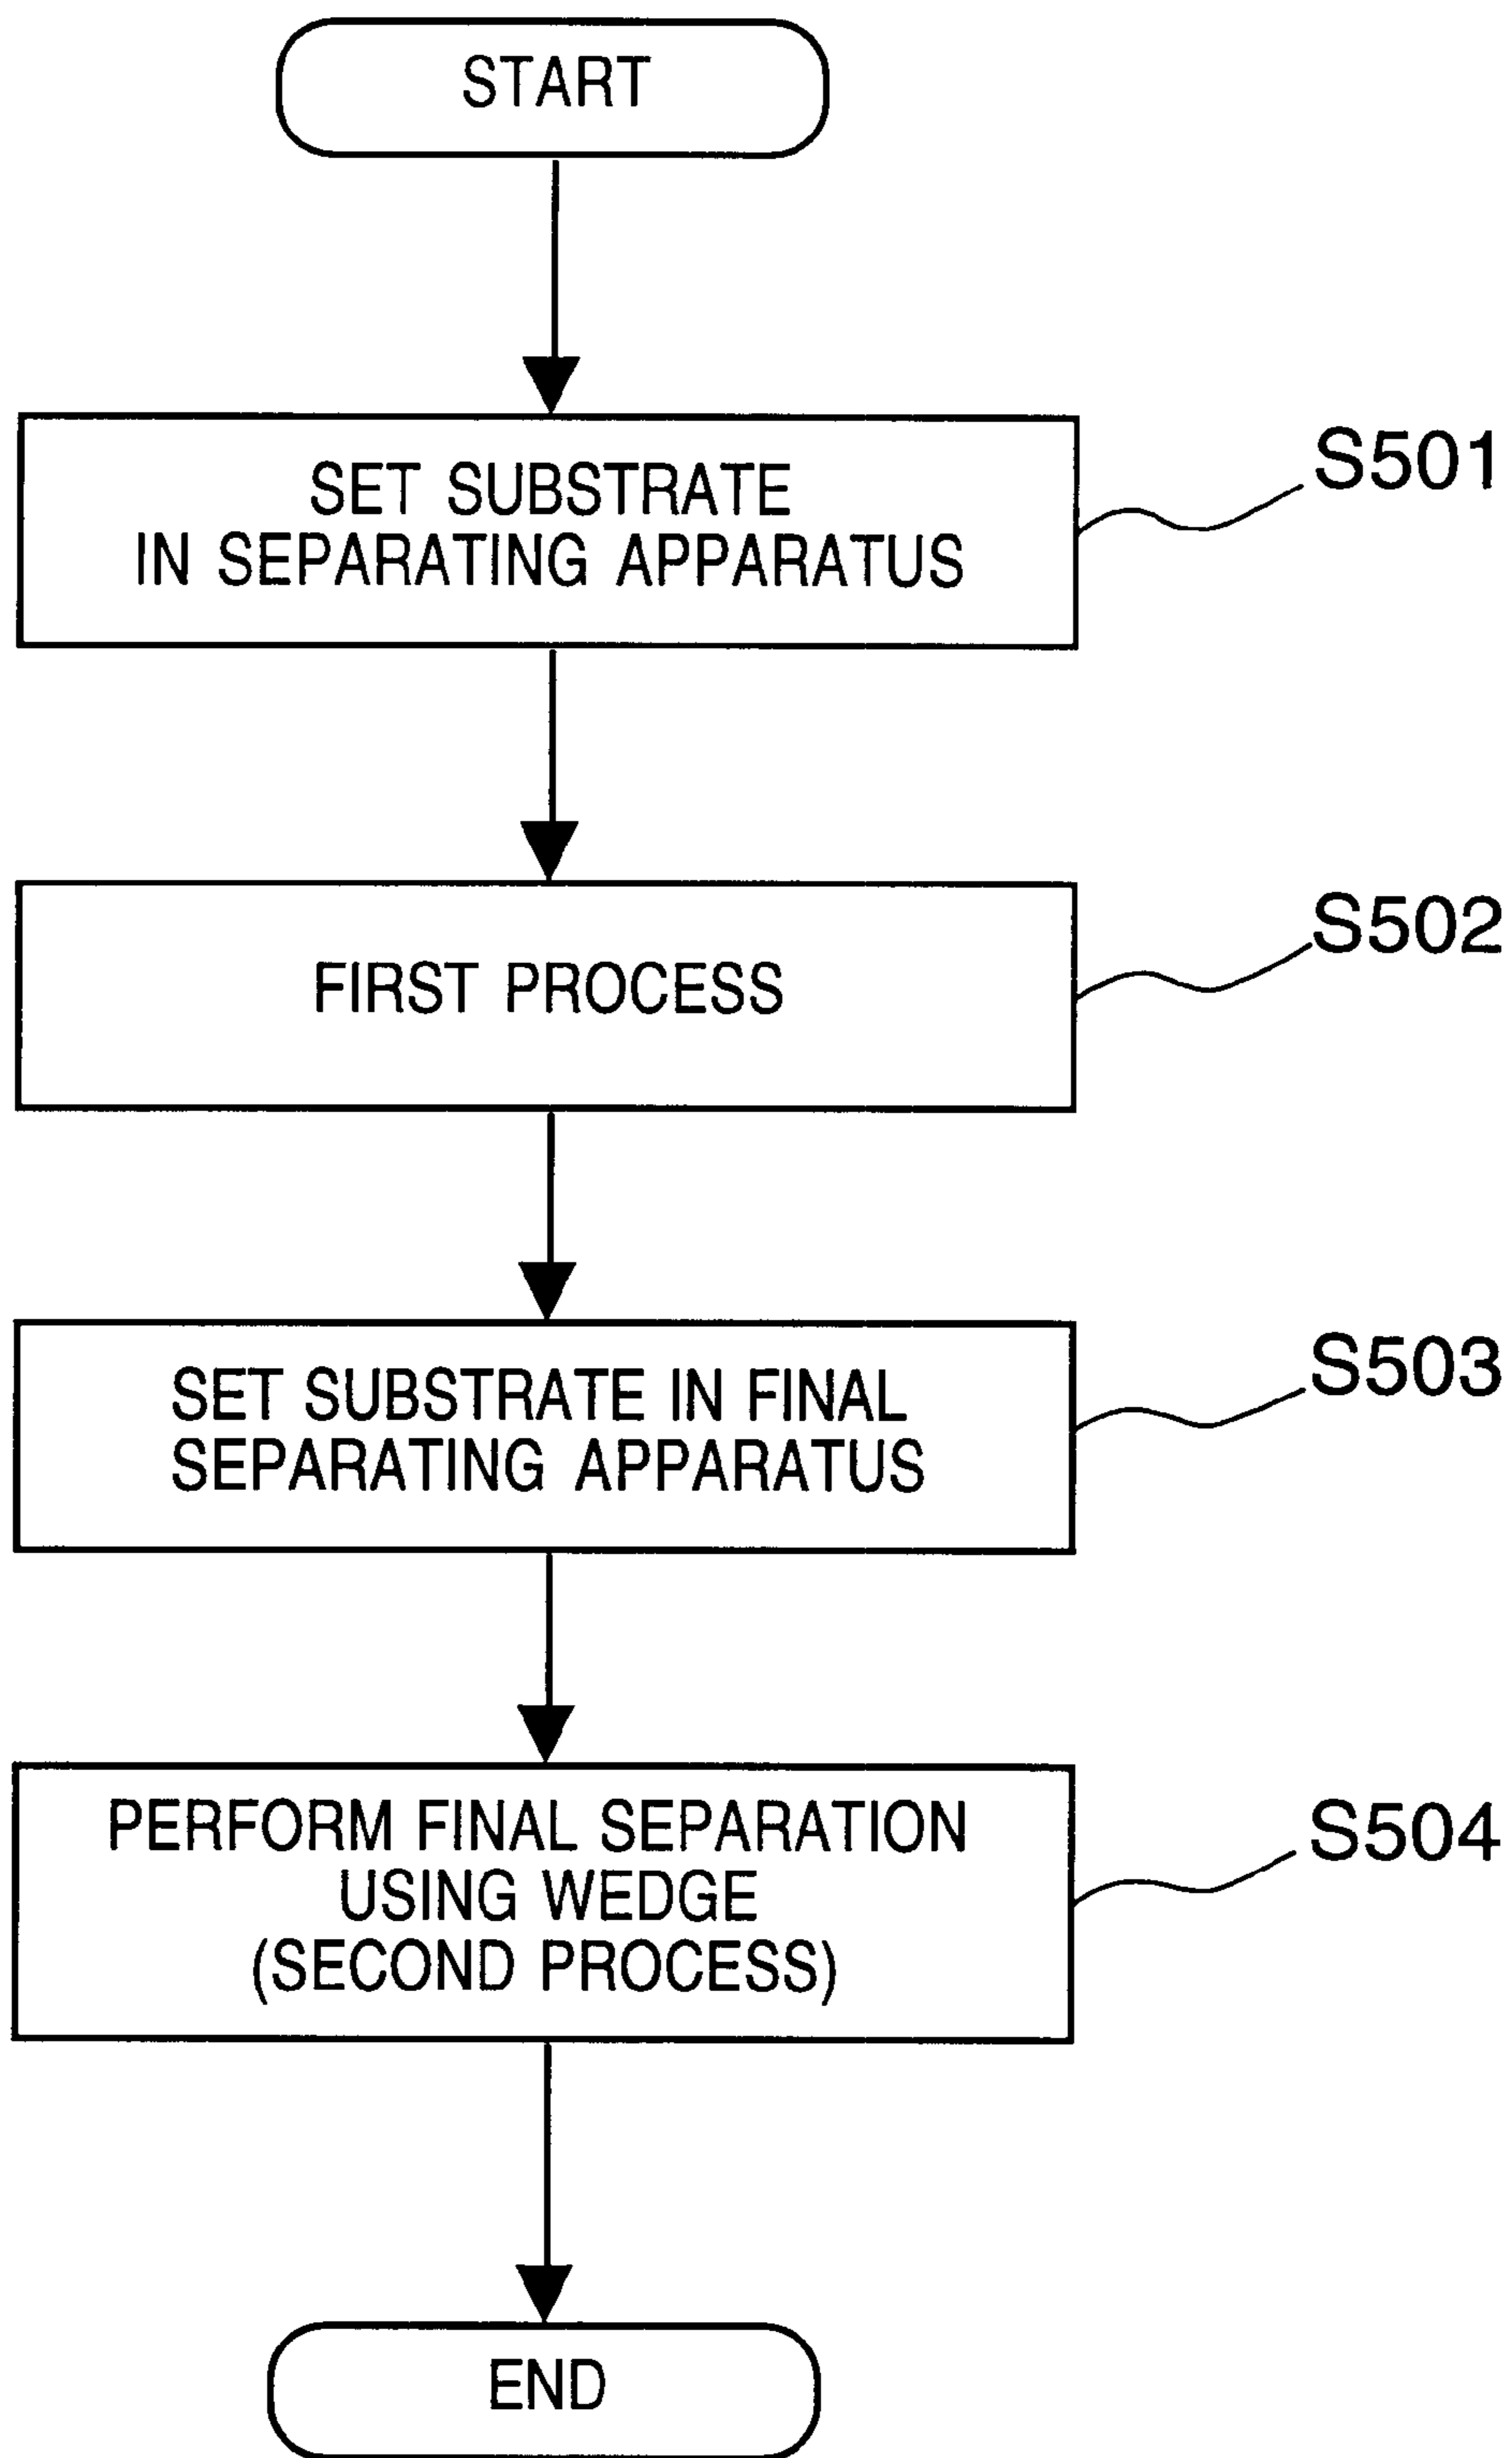 START
SET SUBSTRATE
IN SEPARATING APPARATUS
S501
FIRST PROCESS
S502
SET SUBSTRATE IN FINAL
SEPARATING APPARATUS
S503
PERFORM FINAL SEPARATION
USING WEDGE
(SECOND PROCESS)
S504
END